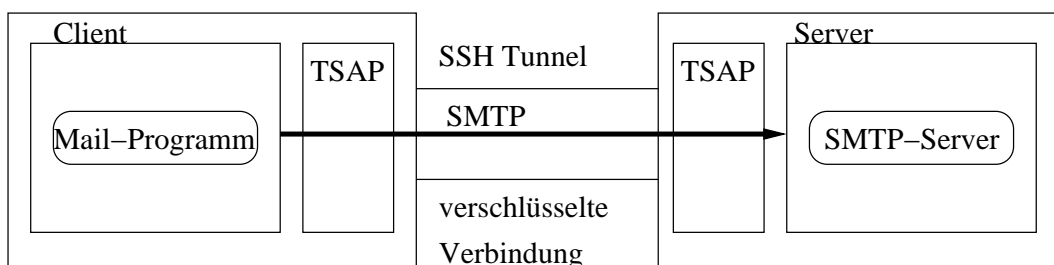 Client
TSAP
Mail–Programm
SSH Tunnel
SMTP
verschlüsselte
Verbindung
TSAP
Server
SMTP–Server